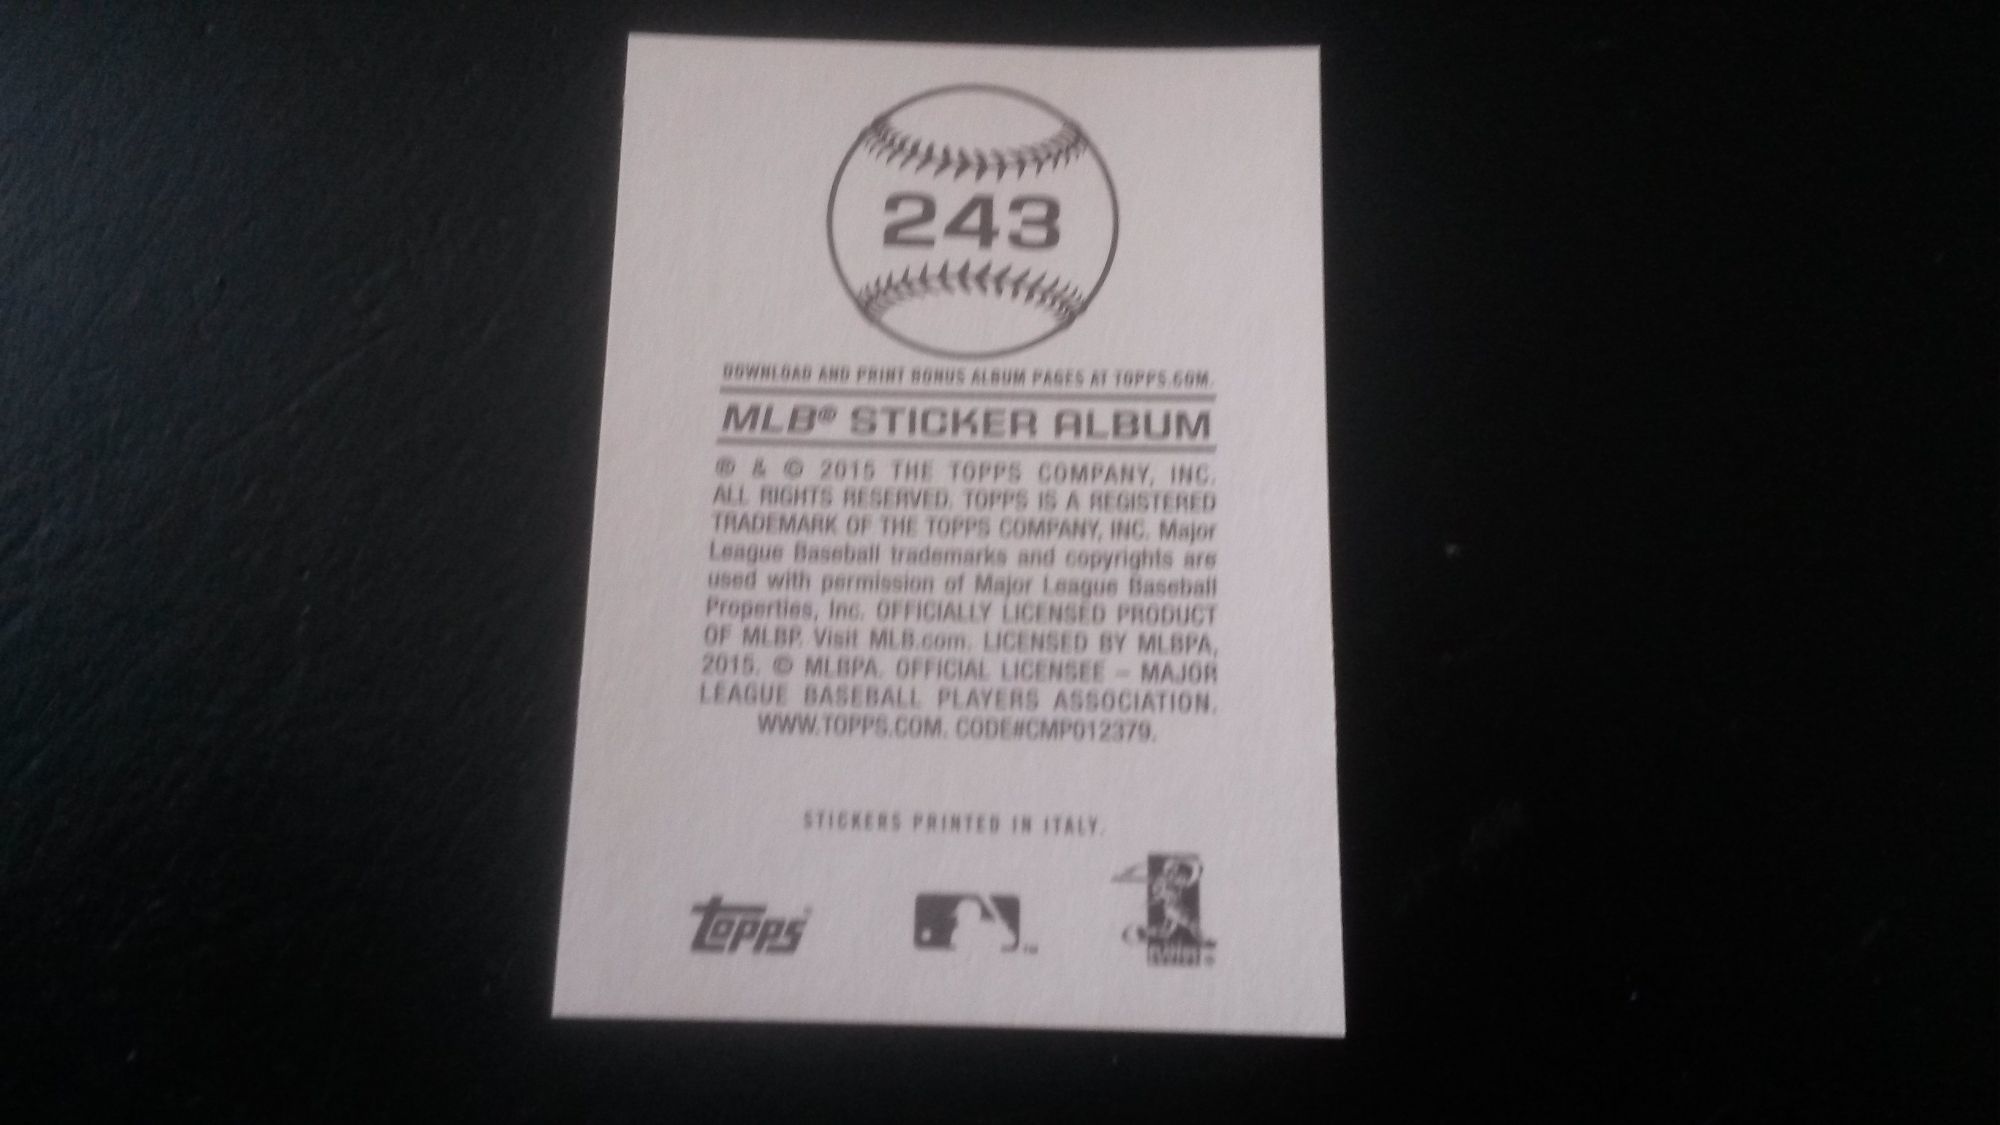 243
DOWNLOAD AND PRINT BONUS ALBUM PAGES AT TOPPS.COM.
MLB® STICKER ALBUM
® & © 2015 THE TOPPS COMPANY, INC.
ALL RIGHTS RESERVED. TOPPS IS A REGISTERED
TRADEMARK OF THE TOPPS COMPANY, INC. Major
League Baseball trademarks and copyrights are
used with permission of Major League Baseball
Properties, Inc. OFFICIALLY LICENSED PRODUCT
OF MLBP. Visit MLB.com. LICENSED BY MLBPA,
2015. © MLBPA. OFFICIAL LICENSEE – MAJOR
LEAGUE BASEBALL PLAYERS ASSOCIATION.
WWW.TOPPS.COM. CODE#CMP012379.
STICKERS PRINTED IN ITALY.
topps